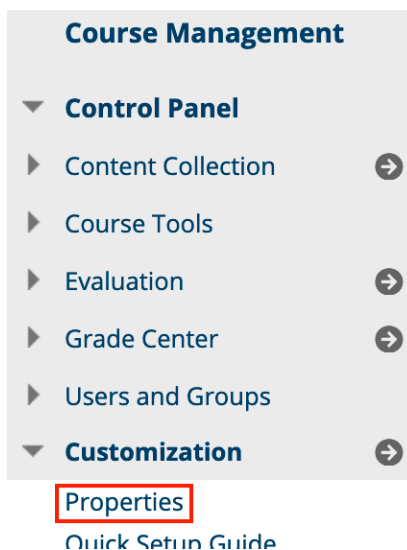 Course Management
Control Panel
Content Collection
Course Tools
Evaluation
Grade Center
Users and Groups
Customization
Properties
Quick Setup Guide